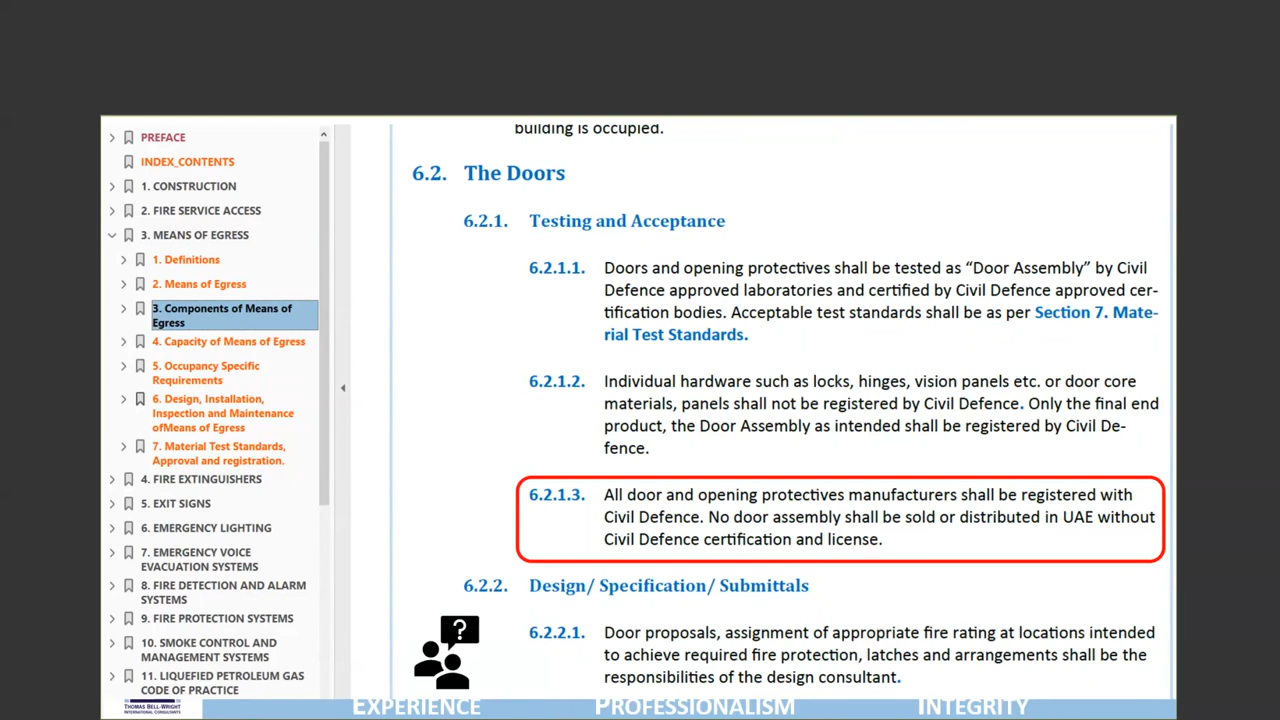 PREFACE
INDEX_CONTENTS
1. CONSTRUCTION
2. FIRE SERVICE ACCESS
3. MEANS OF EGRESS
1. Definitions
2. Means of Egress
3. Components of Means of
Egress
4. Capacity of Means of Egress
5. Occupancy Specific
Requirements
6. Design, Installation,
Inspection and Maintenance
ofMeans of Egress
7. Material Test Standards,
Approval and registration.
4. FIRE EXTINGUISHERS
5. EXIT SIGNS
6. EMERGENCY LIGHTING
7. EMERGENCY VOICE
EVACUATION SYSTEMS
8. FIRE DETECTION AND ALARM
SYSTEMS
9. FIRE PROTECTION SYSTEMS
10. SMOKE CONTROL AND
MANAGEMENT SYSTEMS
11. LIQUEFIED PETROLEUM GAS
CODE OF PRACTICE
building is occupied.
6.2. The Doors
6.2.1. Testing and Acceptance
6.2.1.1. Doors and opening protectives shall be tested as “Door Assembly” by Civil
Defence approved laboratories and certified by Civil Defence approved cer-
tification bodies. Acceptable test standards shall be as per Section 7. Mate-
rial Test Standards.
6.2.1.2. Individual hardware such as locks, hinges, vision panels etc. or door core
materials, panels shall not be registered by Civil Defence. Only the final end
product, the Door Assembly as intended shall be registered by Civil De-
fence.
6.2.1.3. All door and opening protectives manufacturers shall be registered with
Civil Defence. No door assembly shall be sold or distributed in UAE without
Civil Defence certification and license.
6.2.2. Design/ Specification/ Submittals
?
6.2.2.1. Door proposals, assignment of appropriate fire rating at locations intended
to achieve required fire protection, latches and arrangements shall be the
responsibilities of the design consultant.
THOMAS BELL-WRIGHT
INTERNATIONAL CONSULTANTS
EXPERIENCE PROFESSIONALISM INTEGRITY